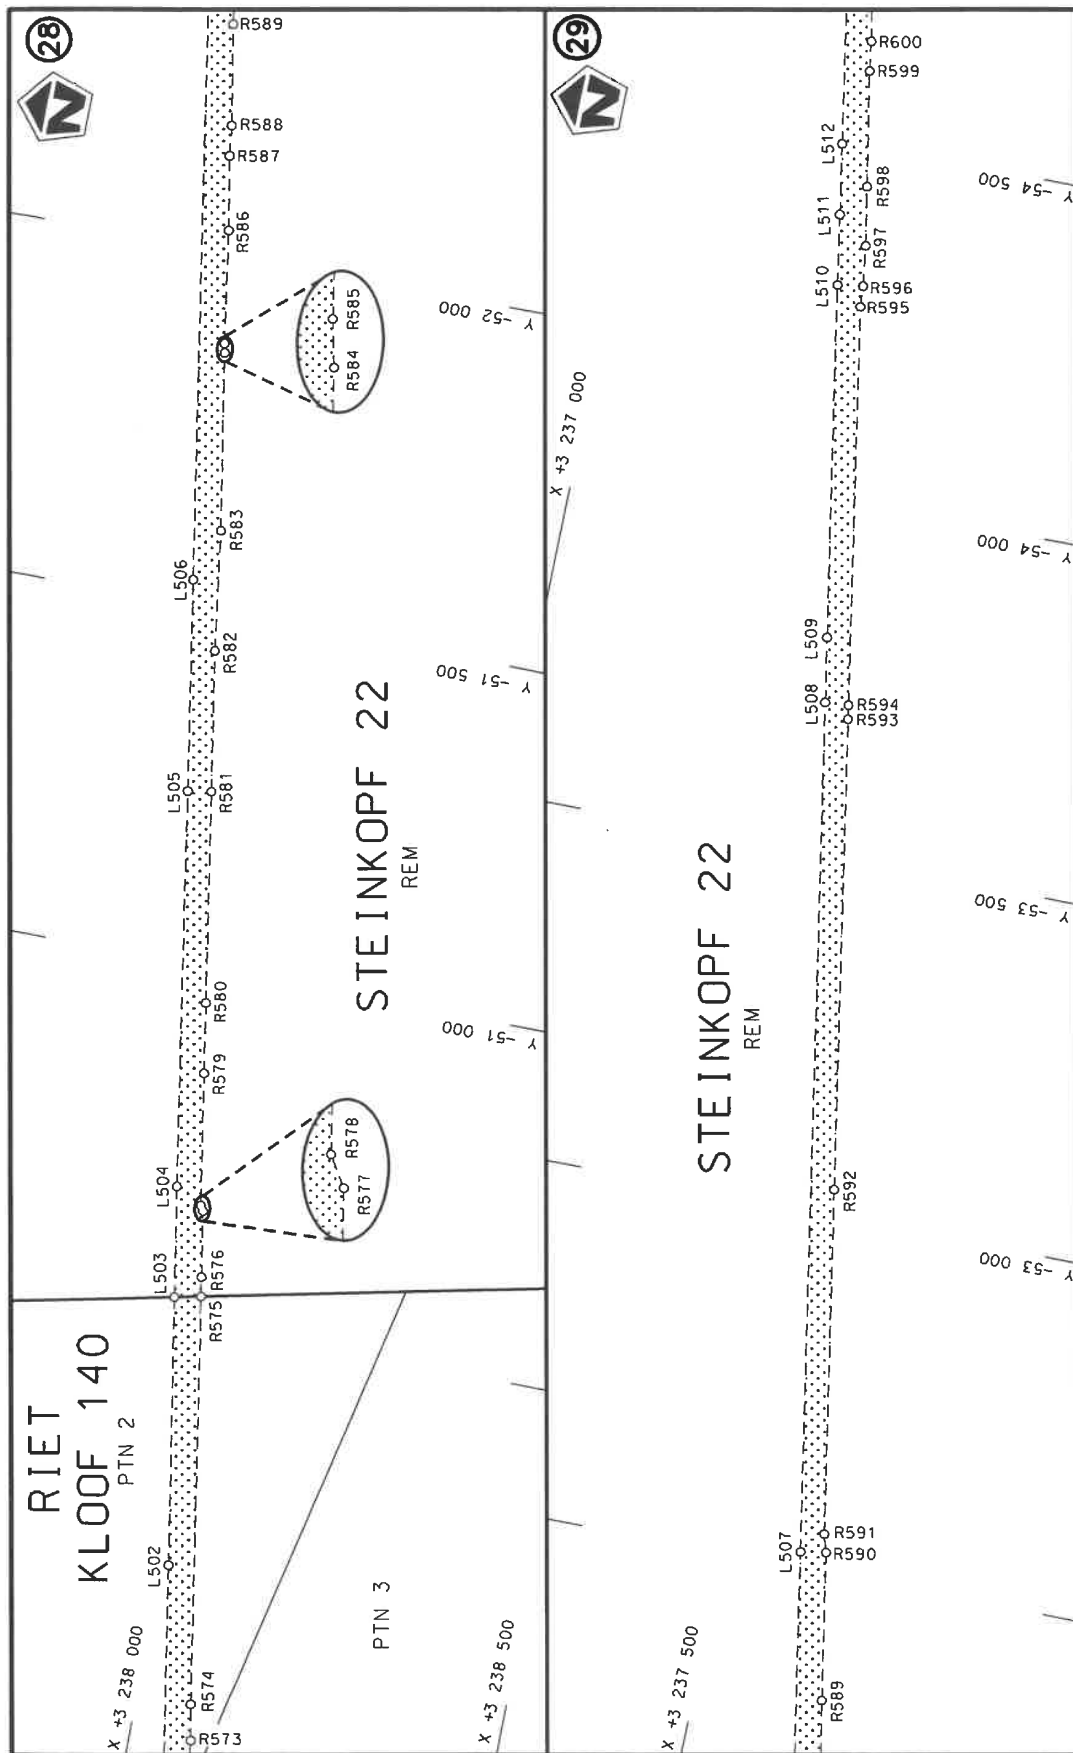 28
N
R589
R588
R587
R586
R585
R584
Y -52 000
R583
L506
R582
Y -51 500
L505
R581
STEINKOPF 22
REM
R580
Y -51 000
R579
R578
R577
L504
L503
R576
R575
RIET
KLOOF 140
PTN 2
L502
PTN 3
R574
R573
X +3 238 000
X +3 238 500
29
N
R600
R599
L512
R598
Y -54 500
L511
R597
L510
R596
R595
X +3 237 000
Y -54 000
L509
L508
R594
R593
Y -53 500
STEINKOPF 22
REM
R592
Y -53 000
L507
R591
R590
X +3 237 500
R589